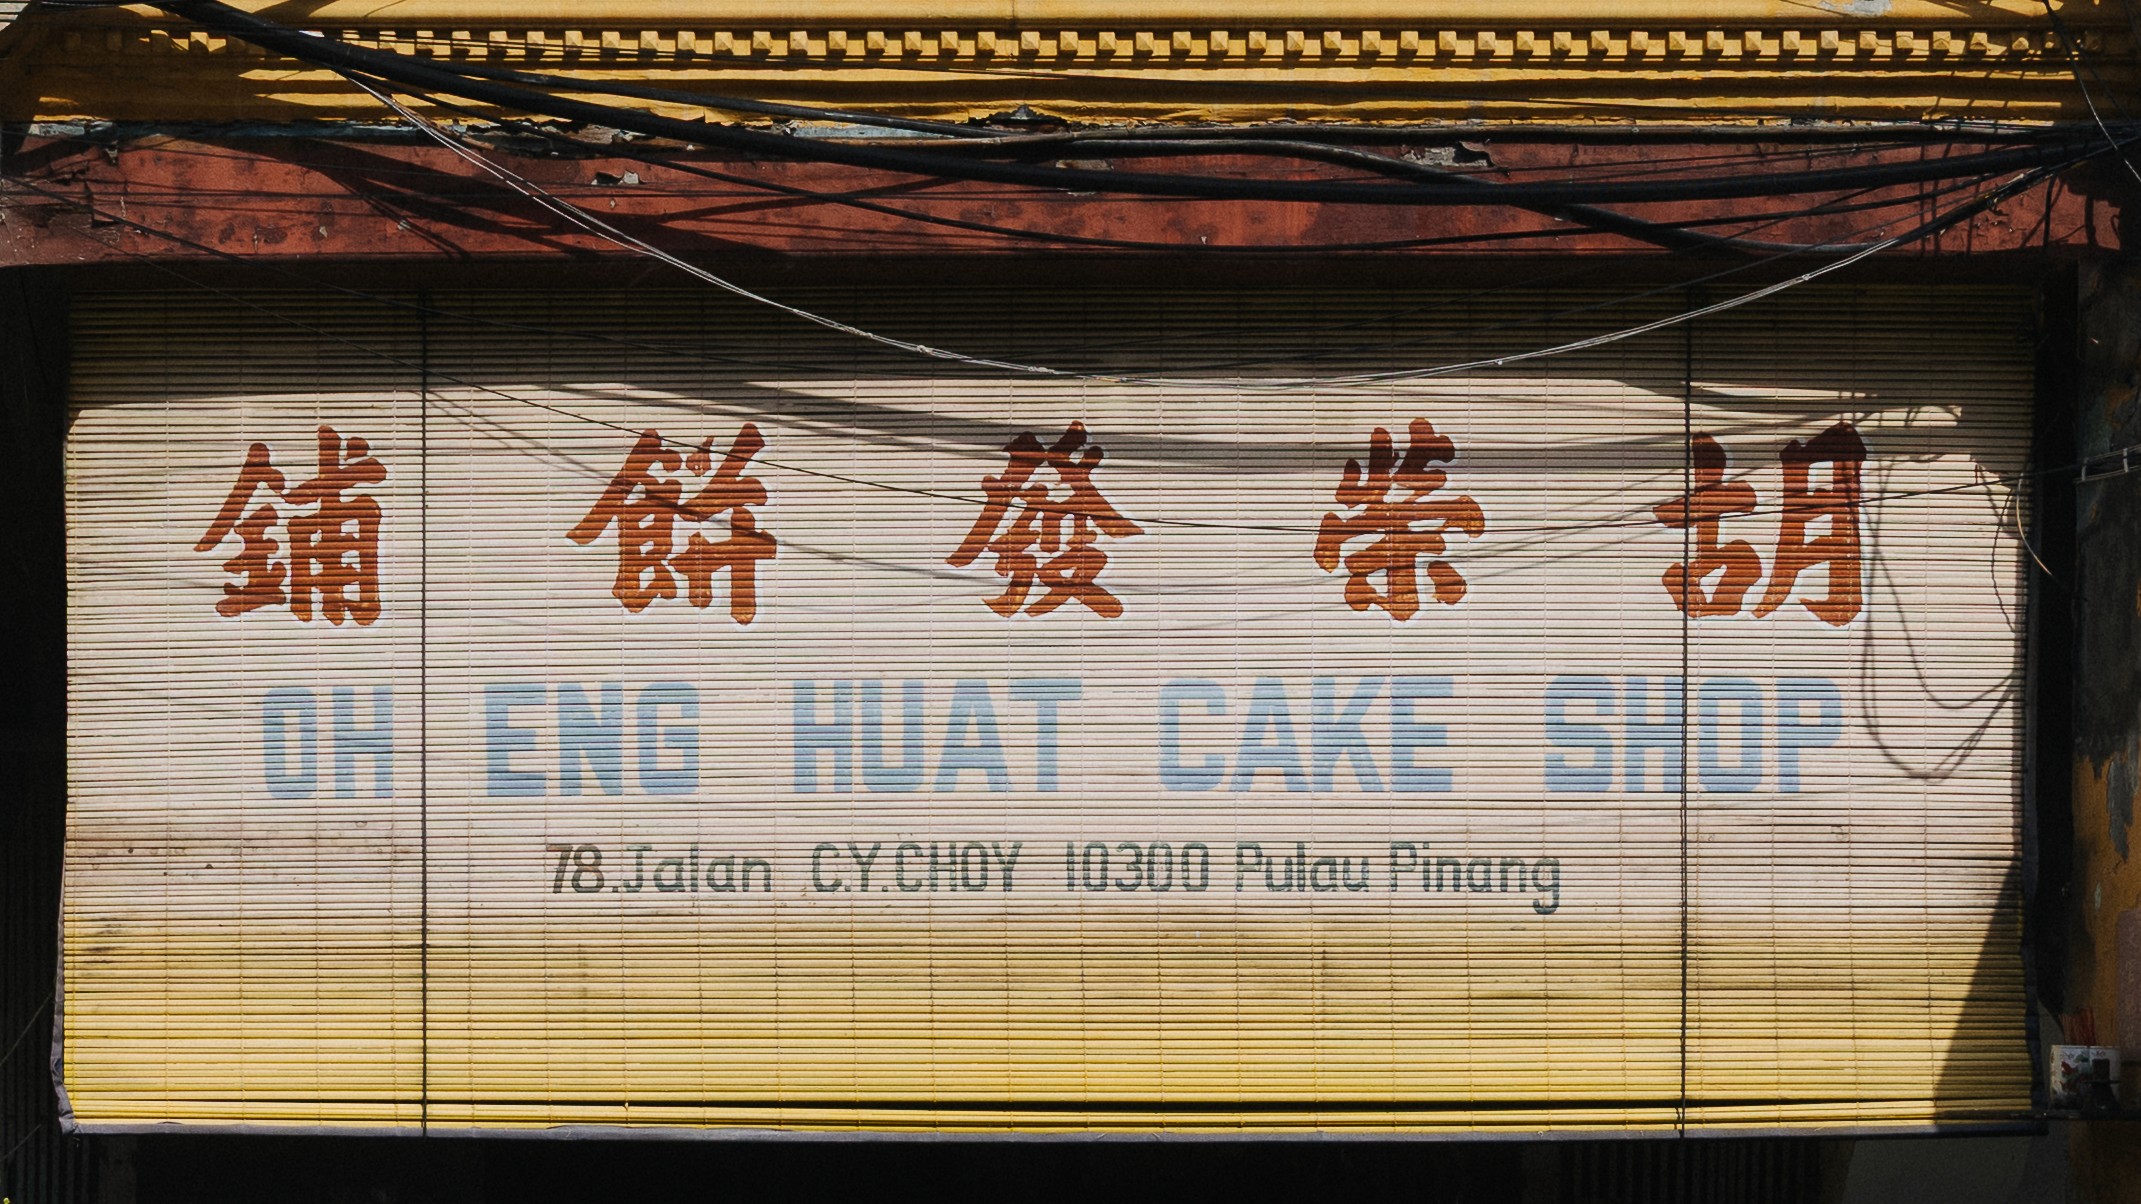 胡榮發餅鋪
OH ENG HUAT CAKE SHOP
78.Jalan C.Y.CHOY 10300 Pulau Pinang